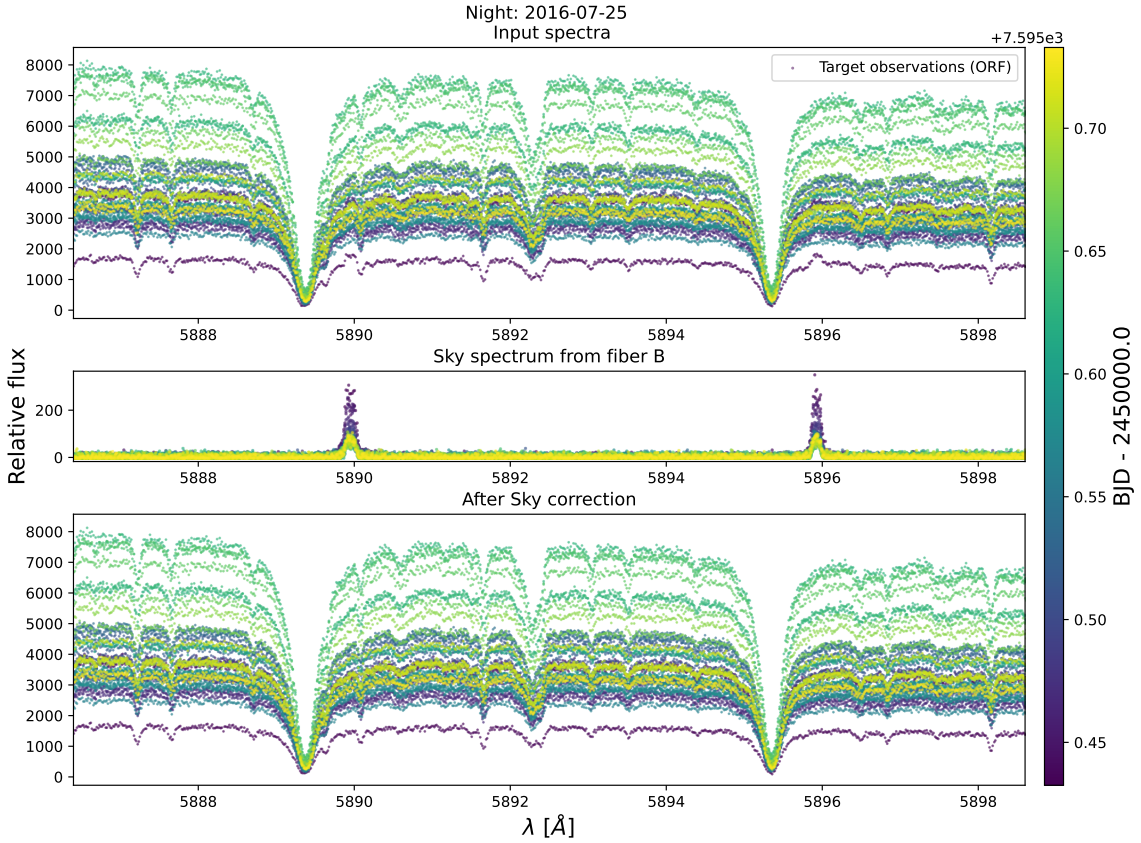 Night: 2016-07-25
Input spectra
+7.595e3
Target observations (ORF)
8000
7000
6000
5000
4000
3000
2000
1000
0
5888 5890 5892 5894 5896 5898
Sky spectrum from fiber B
200
0
5888 5890 5892 5894 5896 5898
After Sky correction
8000
7000
6000
5000
4000
3000
2000
1000
0
5888 5890 5892 5894 5896 5898
λ [Å]
Relative flux
0.70
0.65
0.60
0.55
0.50
0.45
BJD - 2450000.0